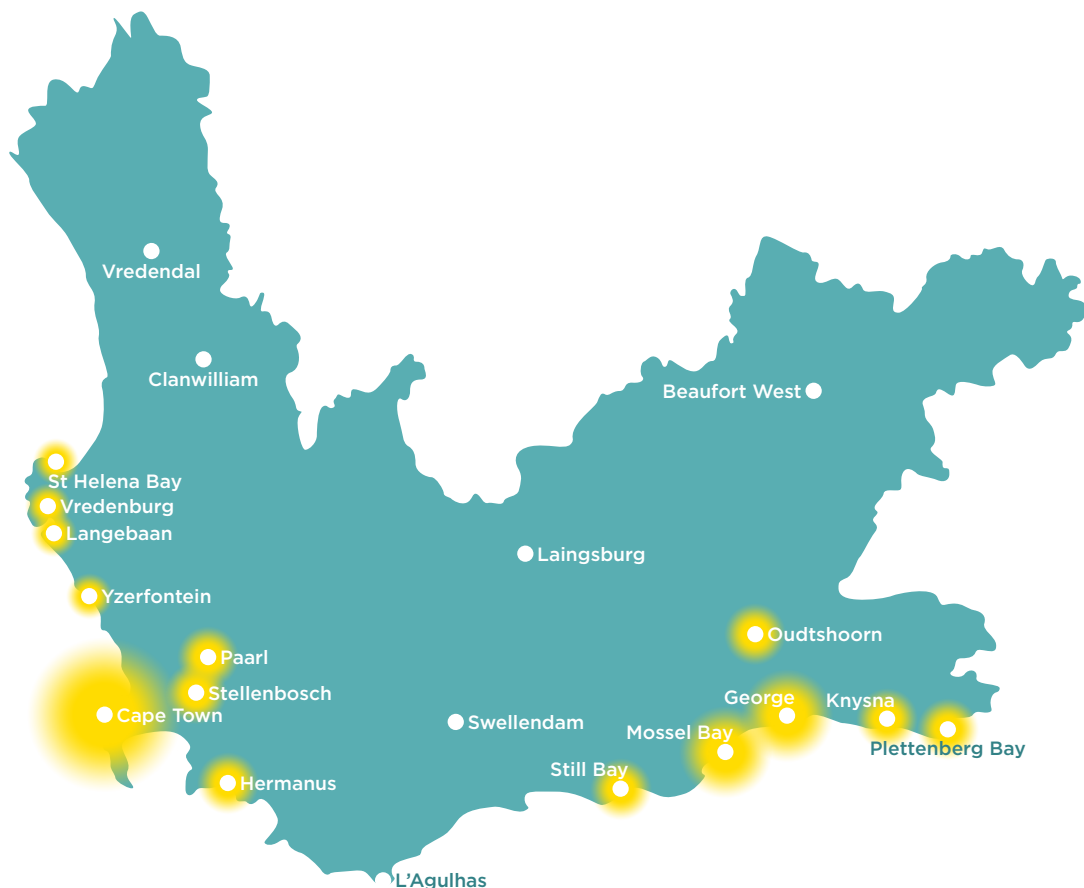 Vredendal
Clanwilliam
Beaufort West
St Helena Bay
Vredenburg
Langebaan
Laingsburg
Yzerfontein
Oudtshoorn
Paarl
Stellenbosch
George
Knysna
Cape Town
Swellendam
Mossel Bay
Plettenberg Bay
Still Bay
Hermanus
L'Agulhas